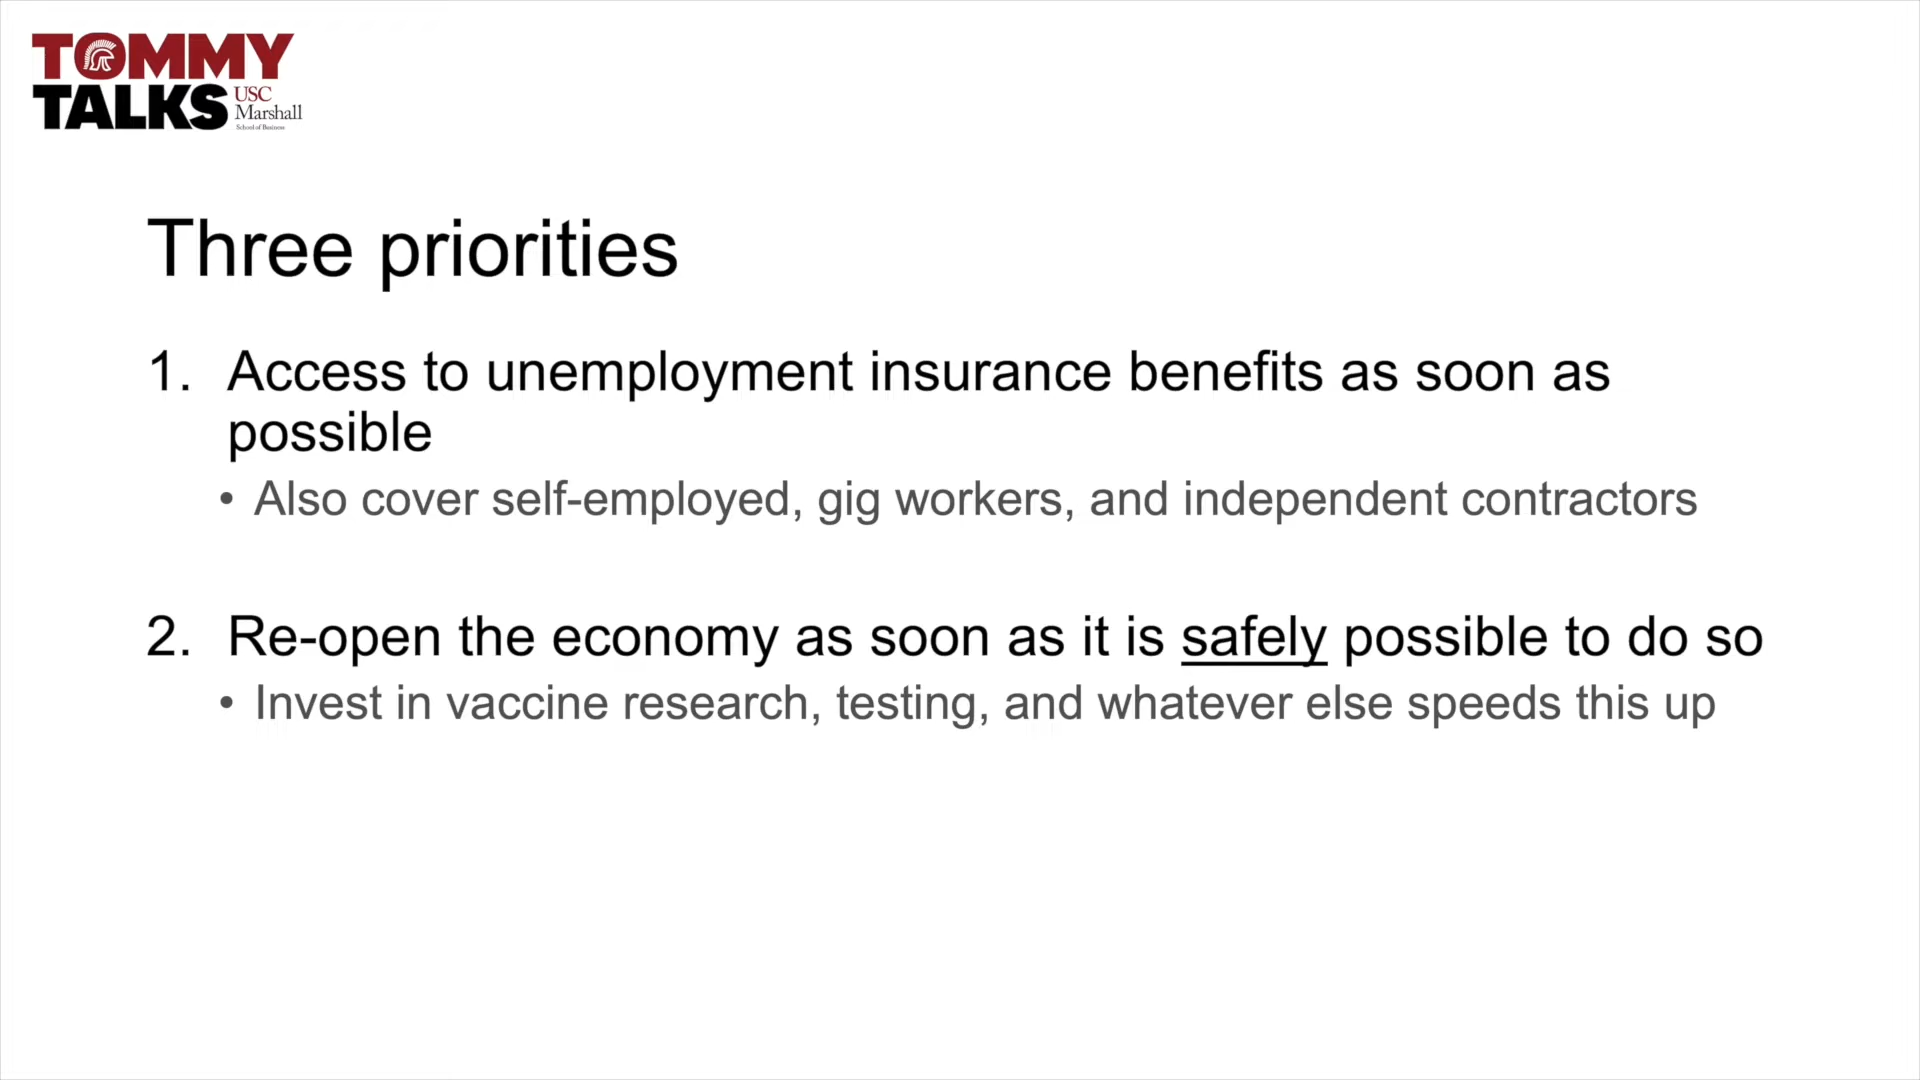 TOMMY
TALKS
USC
Marshall
School of Business
Three priorities
1. Access to unemployment insurance benefits as soon as
possible
• Also cover self-employed, gig workers, and independent contractors
2. Re-open the economy as soon as it is safely possible to do so
• Invest in vaccine research, testing, and whatever else speeds this up